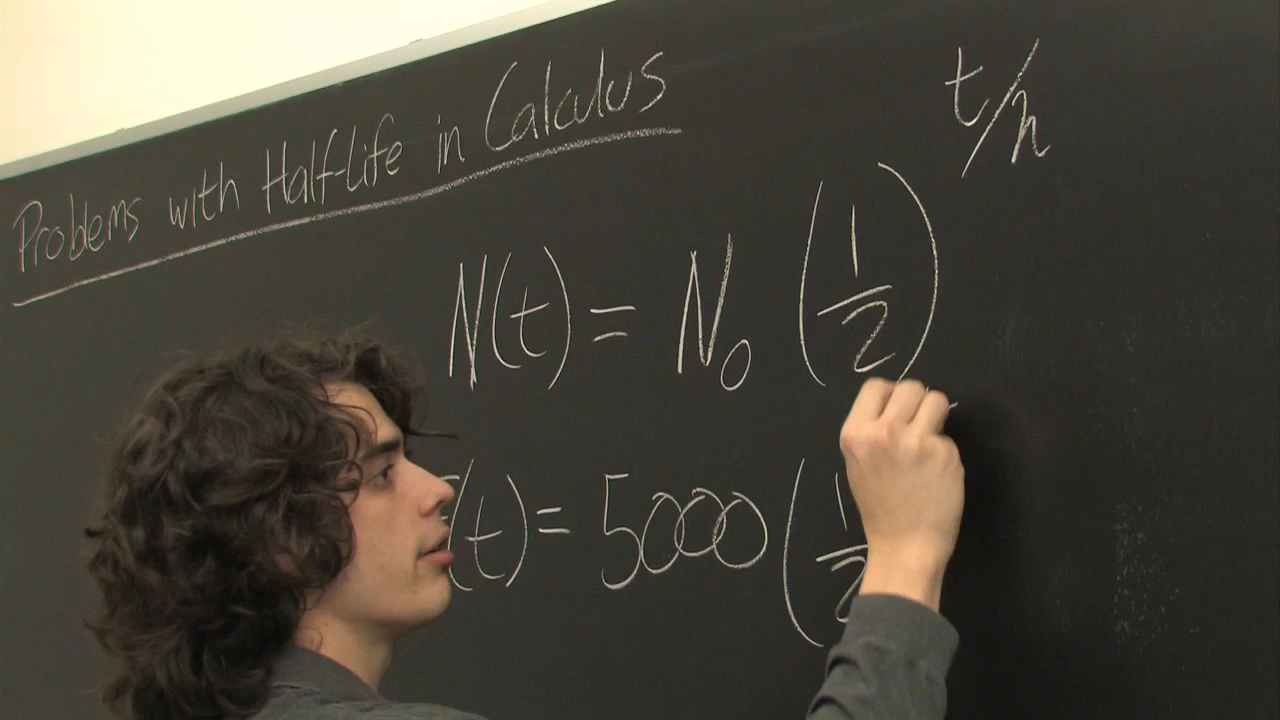 Problems with Half-Life in Calculus
N(t) = N₀ (1/2)^t/h
(t) = 5000 (1/2